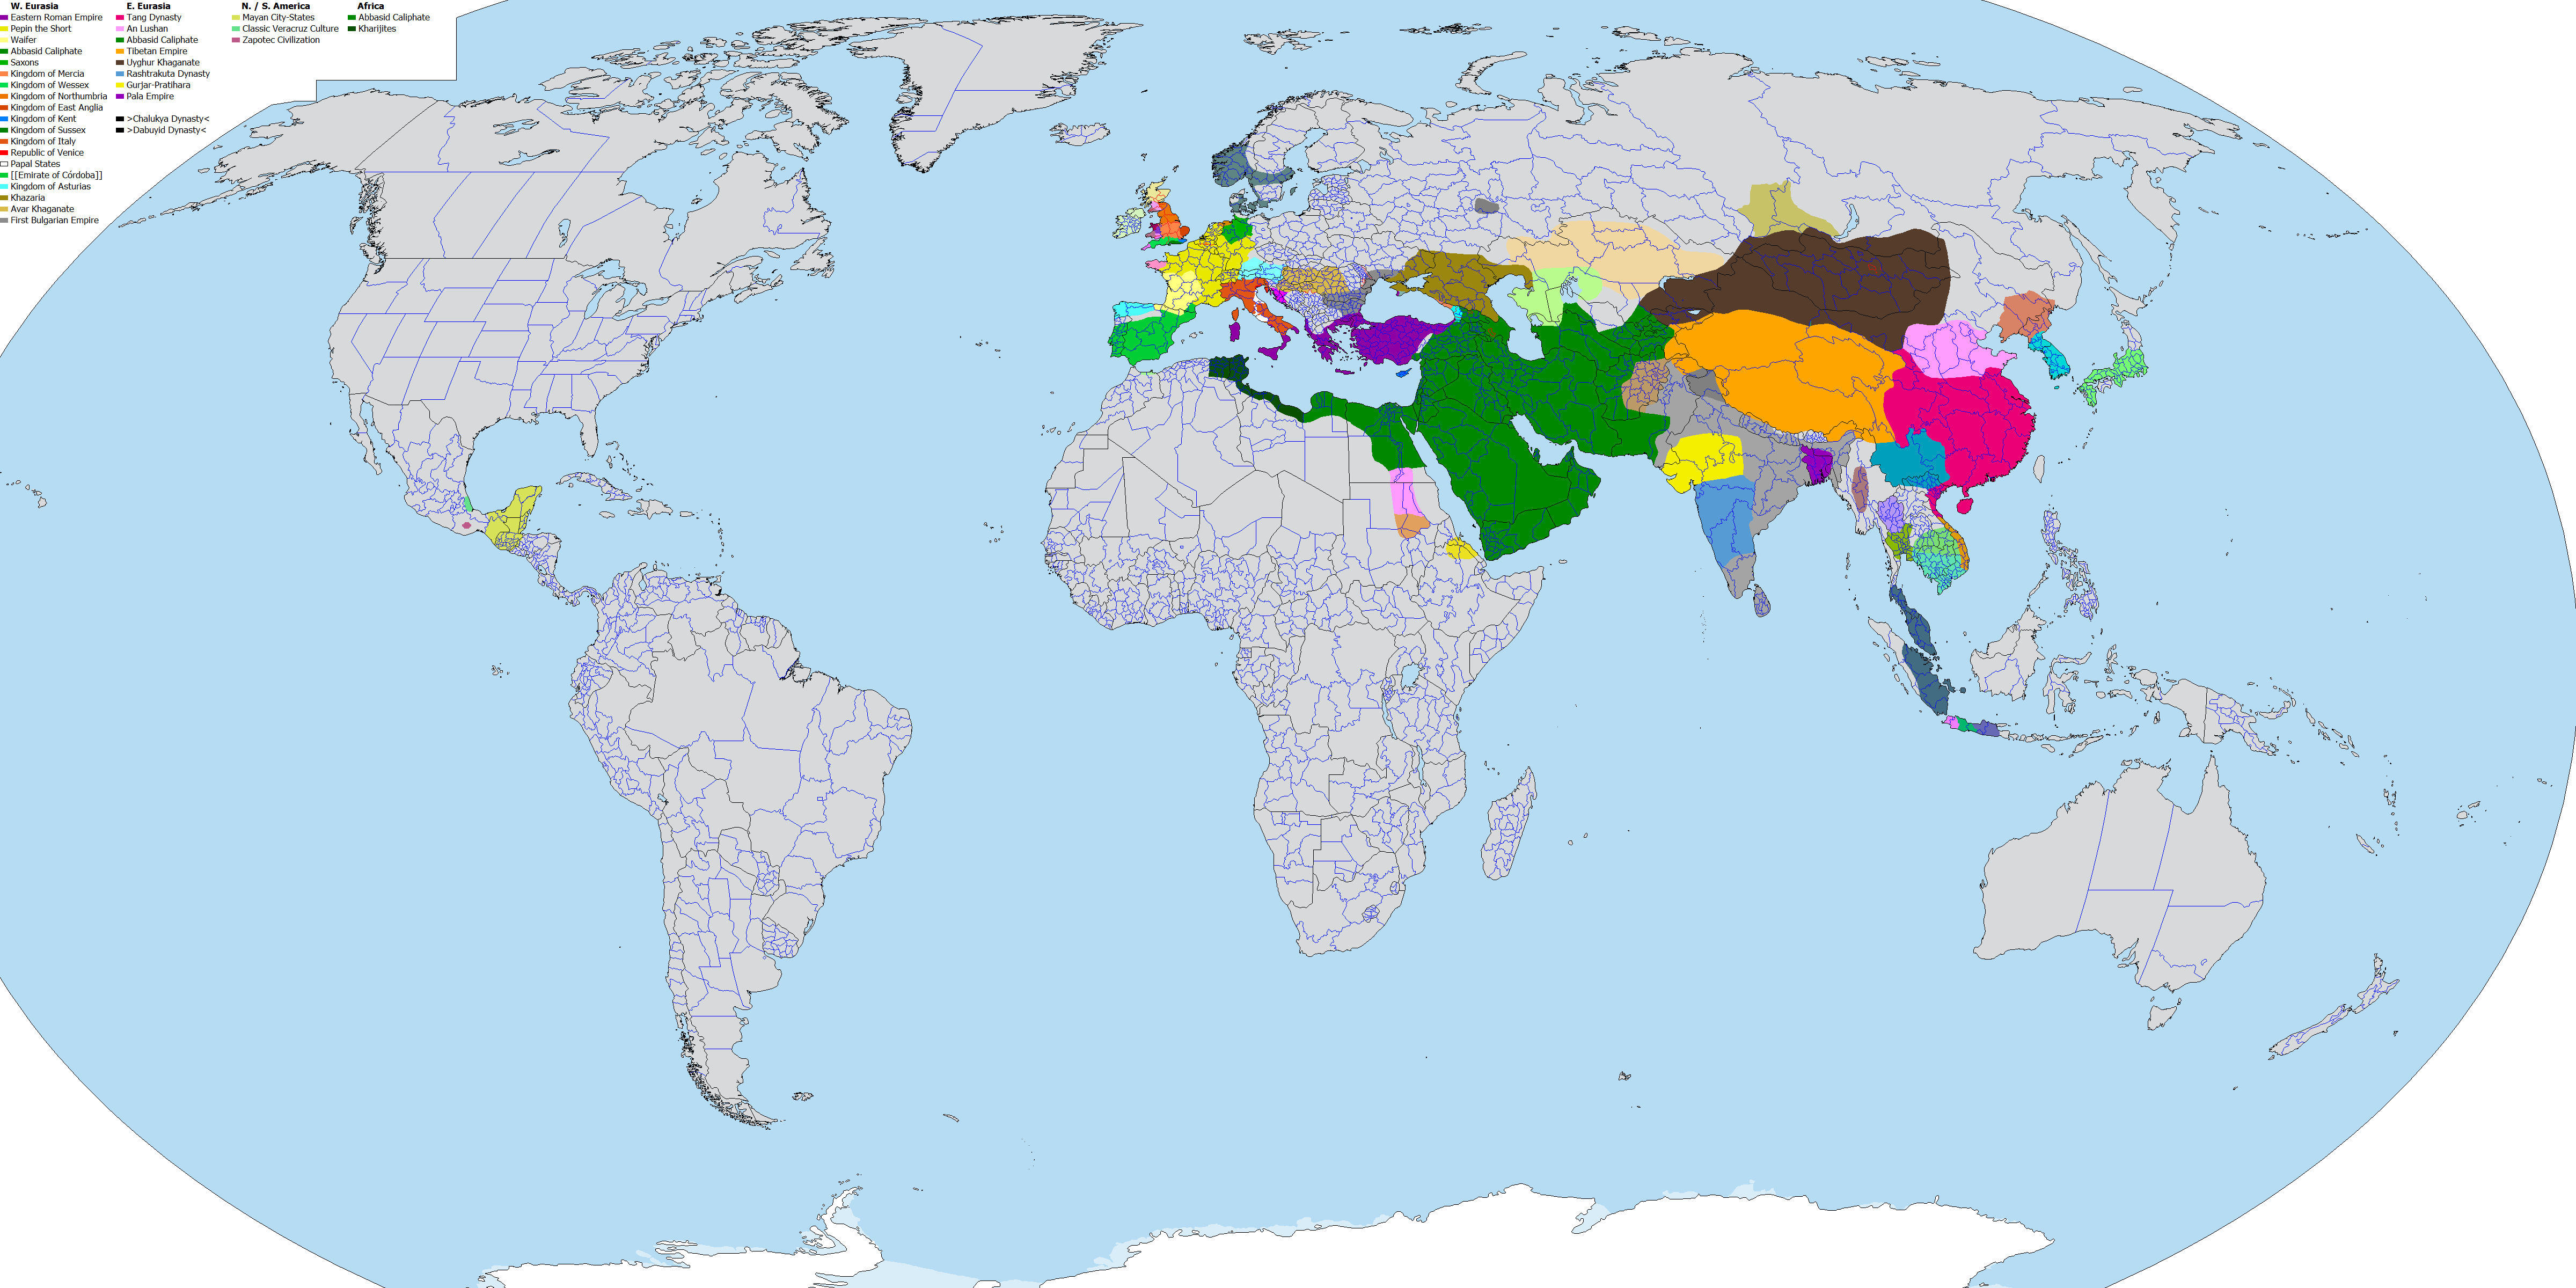 W. Eurasia
Eastern Roman Empire
Pepin the Short
Waifer
Abbasid Caliphate
Saxons
Kingdom of Mercia
Kingdom of Wessex
Kingdom of Northumbria
Kingdom of East Anglia
Kingdom of Kent
Kingdom of Sussex
Kingdom of Italy
Republic of Venice
Papal States
[[Emirate of Córdoba]]
Kingdom of Asturias
Khazaria
Avar Khaganate
First Bulgarian Empire
E. Eurasia
Tang Dynasty
An Lushan
Abbasid Caliphate
Tibetan Empire
Uyghur Khaganate
Rashtrakuta Dynasty
Gurjar-Pratihara
Pala Empire
>Chalukya Dynasty<
>Dabuyid Dynasty<
N. / S. America
Mayan City-States
Classic Veracruz Culture
Zapotec Civilization
Africa
Abbasid Caliphate
Kharijites